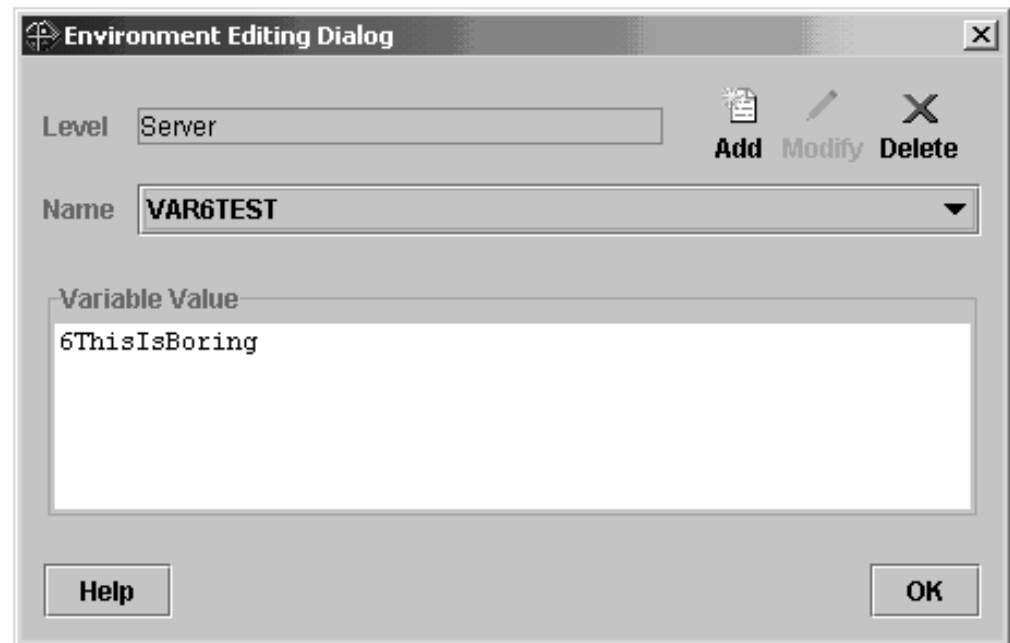 Environment Editing Dialog
Level Server
Add Modify Delete
Name VAR6TEST
Variable Value
6ThisIsBoring
Help OK